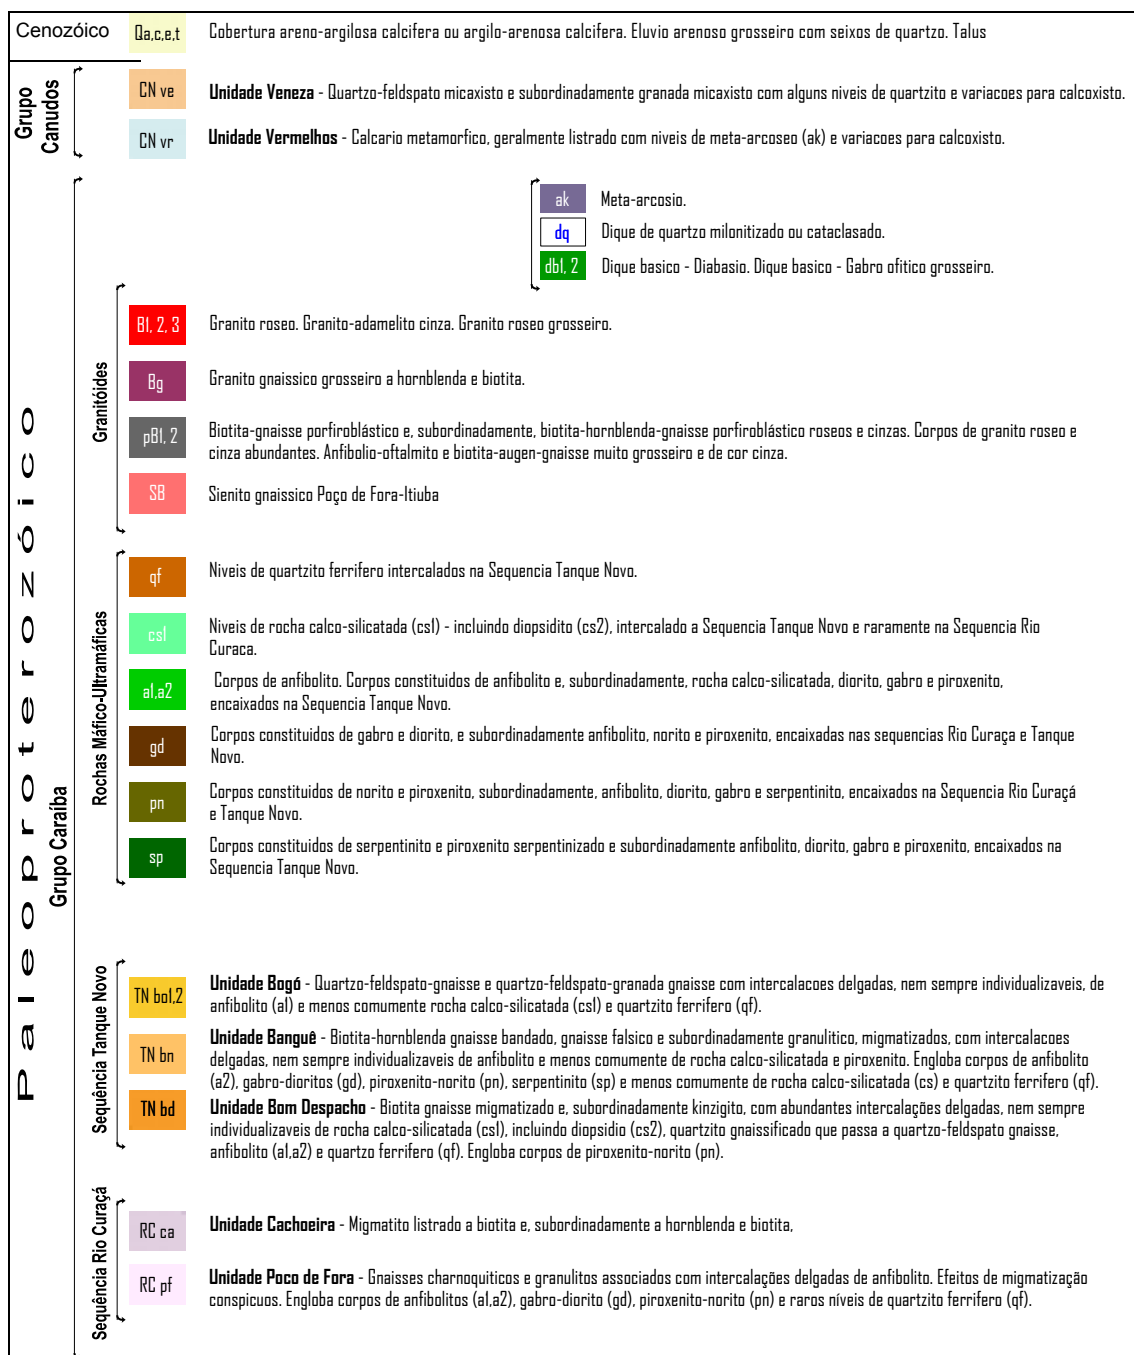 Cenozóico
Qa,c,e,t
Cobertura areno-argilosa calcifera ou argilo-arenosa calcifera. Eluvio arenoso grosseiro com seixos de quartzo. Talus
Grupo
Canudos
CN ve
Unidade Veneza - Quartzo-feldspato micaxisto e subordinadamente granada micaxisto com alguns niveis de quartzito e variacoes para calcoxisto.
CN vr
Unidade Vermelhos - Calcario metamorfico, geralmente listrado com niveis de meta-arcoseo (ak) e variacoes para calcoxisto.
Paleoproterozóico
Grupo Caraíba
ak
Meta-arcosio.
dq
Dique de quartzo milonitizado ou cataclasado.
db1, 2
Dique basico - Diabasio. Dique basico - Gabro ofitico grosseiro.
Granitóides
B1, 2, 3
Granito roseo. Granito-adamelito cinza. Granito roseo grosseiro.
Bg
Granito gnaissico grosseiro a hornblenda e biotita.
pB1, 2
Biotita-gnaisse porfiroblástico e, subordinadamente, biotita-hornblenda-gnaisse porfiroblástico roseos e cinzas. Corpos de granito roseo e
cinza abundantes. Anfibolio-oftalmito e biotita-augen-gnaisse muito grosseiro e de cor cinza.
SB
Sienito gnaissico Poço de Fora-Itiuba
Rochas Máfico-Ultramáficas
qf
Niveis de quartzito ferrifero intercalados na Sequencia Tanque Novo.
cs1
Niveis de rocha calco-silicatada (cs1) - incluindo diopsidito (cs2), intercalado a Sequencia Tanque Novo e raramente na Sequencia Rio
Curaca.
a1,a2
Corpos de anfibolito. Corpos constituidos de anfibolito e, subordinadamente, rocha calco-silicatada, diorito, gabro e piroxenito,
encaixados na Sequencia Tanque Novo.
gd
Corpos constituidos de gabro e diorito, e subordinadamente anfibolito, norito e piroxenito, encaixadas nas sequencias Rio Curaça e Tanque
Novo.
pn
Corpos constituidos de norito e piroxenito, subordinadamente, anfibolito, diorito, gabro e serpentinito, encaixados na Sequencia Rio Curaçá
e Tanque Novo.
sp
Corpos constituidos de serpentinito e piroxenito serpentinizado e subordinadamente anfibolito, diorito, gabro e piroxenito, encaixados na
Sequencia Tanque Novo.
Sequência Tanque Novo
TN bo1,2
Unidade Bogó - Quartzo-feldspato-gnaisse e quartzo-feldspato-granada gnaisse com intercalacoes delgadas, nem sempre individualizaveis, de
anfibolito (a1) e menos comumente rocha calco-silicatada (cs1) e quartzito ferrifero (qf).
TN bn
Unidade Banguê - Biotita-hornblenda gnaisse bandado, gnaisse falsico e subordinadamente granulitico, migmatizados, com intercalacoes
delgadas, nem sempre individualizaveis de anfibolito e menos comumente de rocha calco-silicatada e piroxenito. Engloba corpos de anfibolito
(a2), gabro-dioritos (gd), piroxenito-norito (pn), serpentinito (sp) e menos comumente de rocha calco-silicatada (cs) e quartzito ferrifero (qf).
TN bd
Unidade Bom Despacho - Biotita gnaisse migmatizado e, subordinadamente kinzigito, com abundantes intercalações delgadas, nem sempre
individualizaveis de rocha calco-silicatada (cs1), incluindo diopsidio (cs2), quartzito gnaissificado que passa a quartzo-feldspato gnaisse,
anfibolito (a1,a2) e quartzo ferrifero (qf). Engloba corpos de piroxenito-norito (pn).
Sequência Rio Curaçá
RC ca
Unidade Cachoeira - Migmatito listrado a biotita e, subordinadamente a hornblenda e biotita,
RC pf
Unidade Poco de Fora - Gnaisses charnoquiticos e granulitos associados com intercalações delgadas de anfibolito. Efeitos de migmatização
conspicuos. Engloba corpos de anfibolitos (a1,a2), gabro-diorito (gd), piroxenito-norito (pn) e raros níveis de quartzito ferrifero (qf).